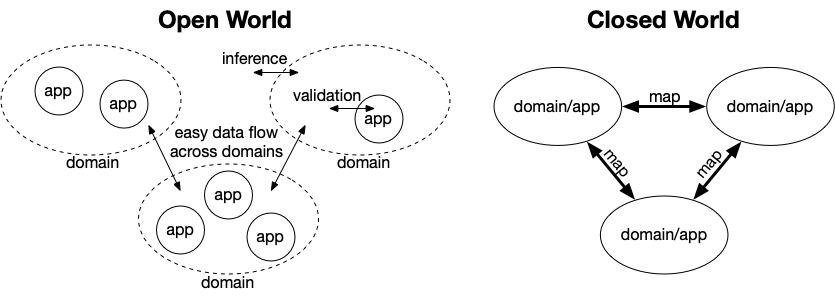 Open World
inference
validation
app
app
app
easy data flow
across domains
domain
domain
app
app
app
domain
Closed World
domain/app
map
domain/app
map
map
domain/app